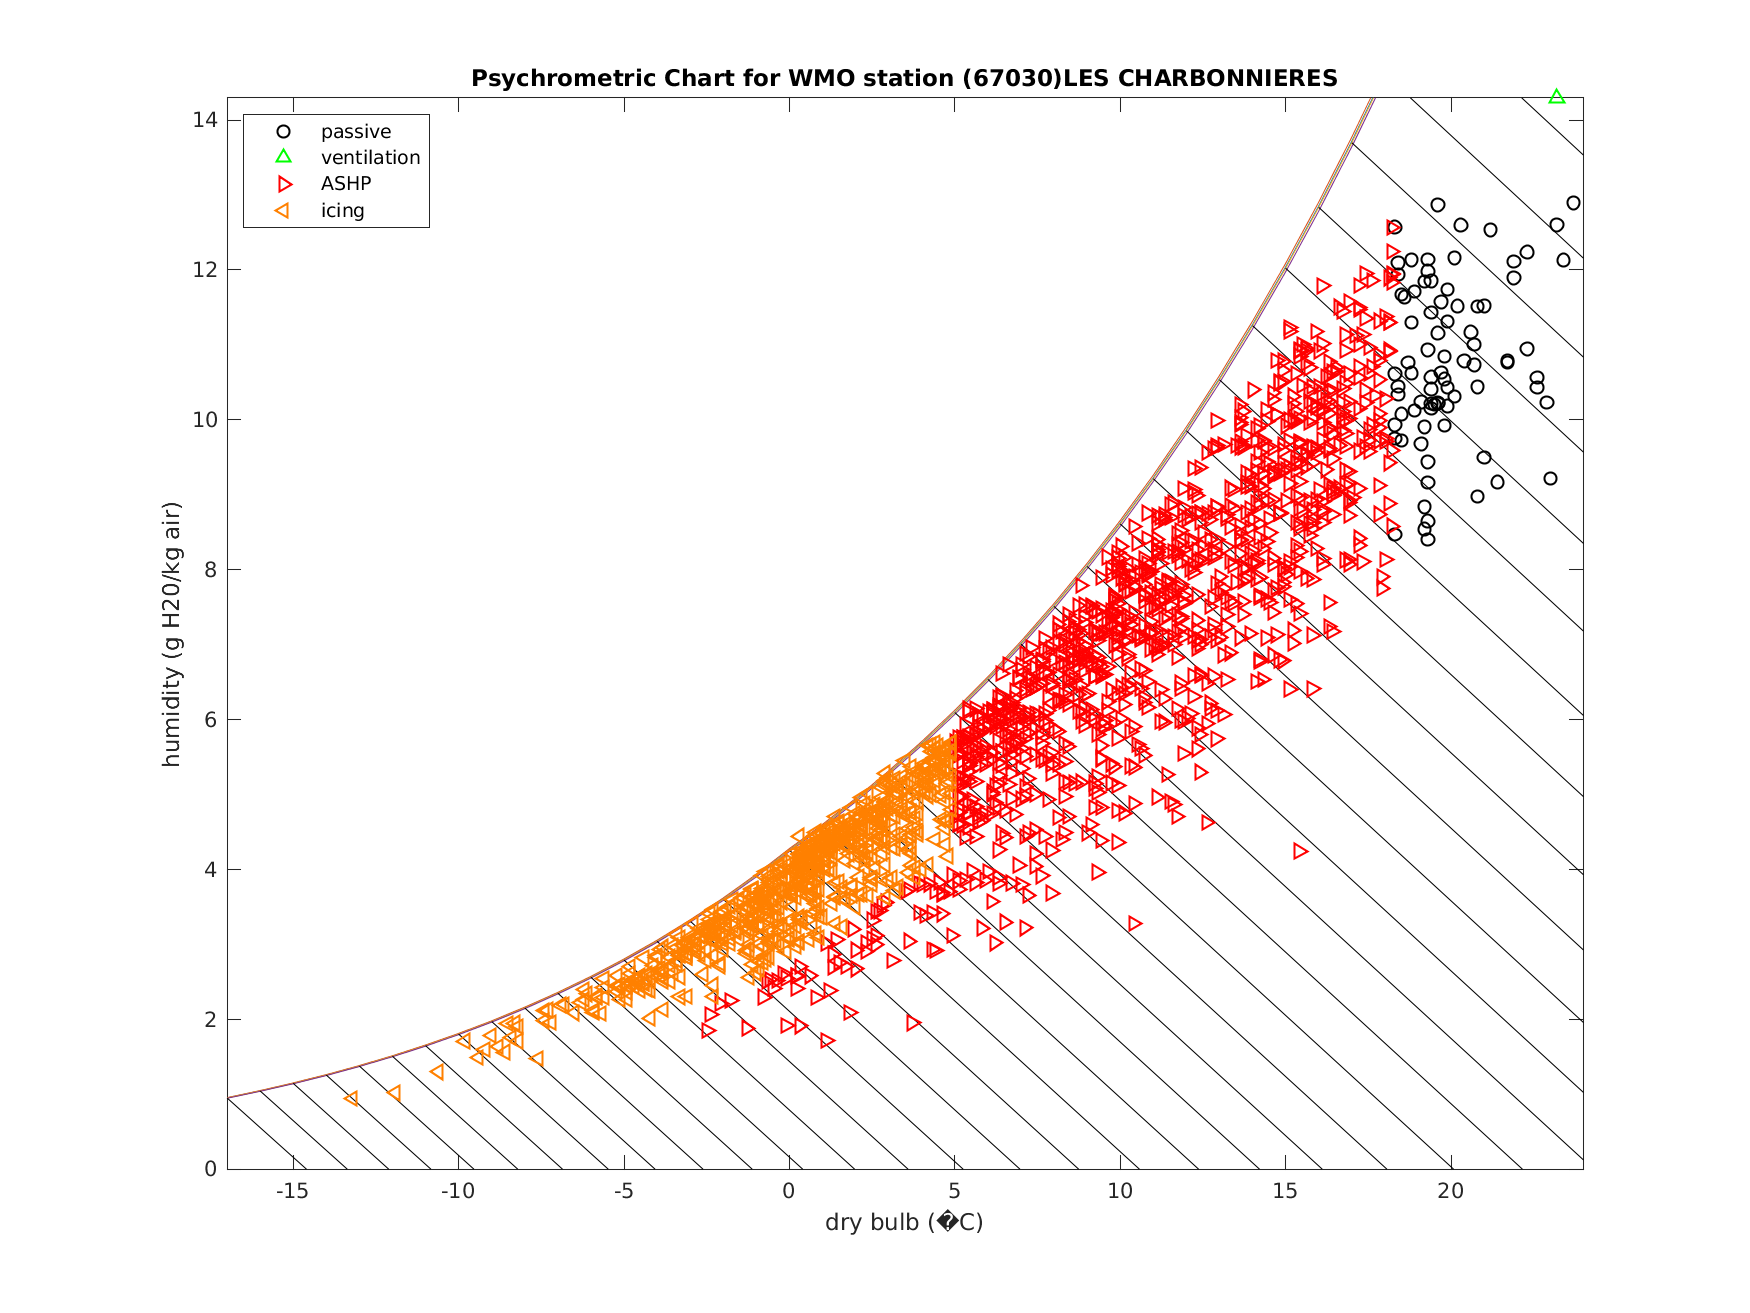 Psychrometric Chart for WMO station (67030)LES CHARBONNIERES
passive
ventilation
ASHP
icing
14
12
10
8
6
4
2
0
humidity (g H20/kg air)
-15
-10
-5
0
5
10
15
20
dry bulb (�C)